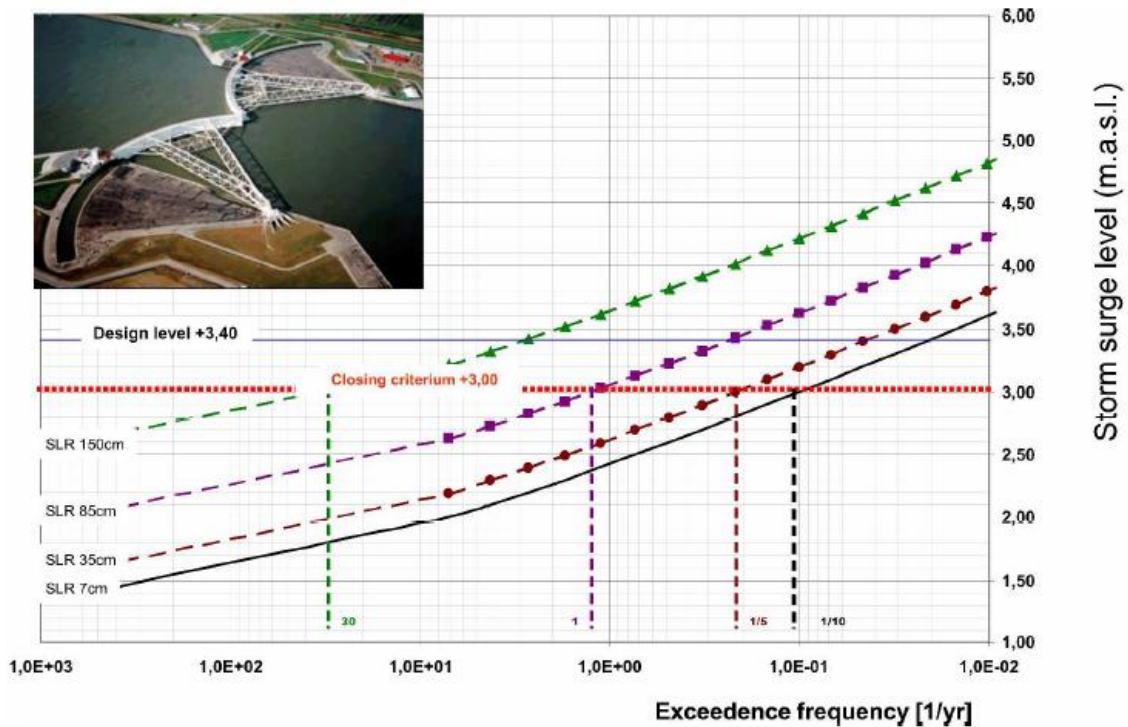 6,00
5,50
5,00
4,50
4,00
3,50
3,00
2,50
2,00
1,50
1,00
Storm surge level (m.a.s.l.)
Design level +3,40
Closing criterium +3,00
SLR 150cm
SLR 85cm
SLR 35cm
SLR 7cm
30
1
1/5
1/10
1,0E+03
1,0E+02
1,0E+01
1,0E+00
1,0E-01
1,0E-02
Exceedence frequency [1/yr]